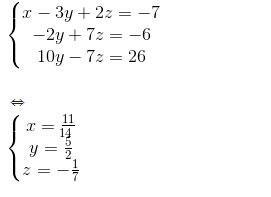 x − 3y + 2z = −7
−2y + 7z = −6
10y − 7z = 26
⇔
x = 11/14
y = 5/2
z = −1/7